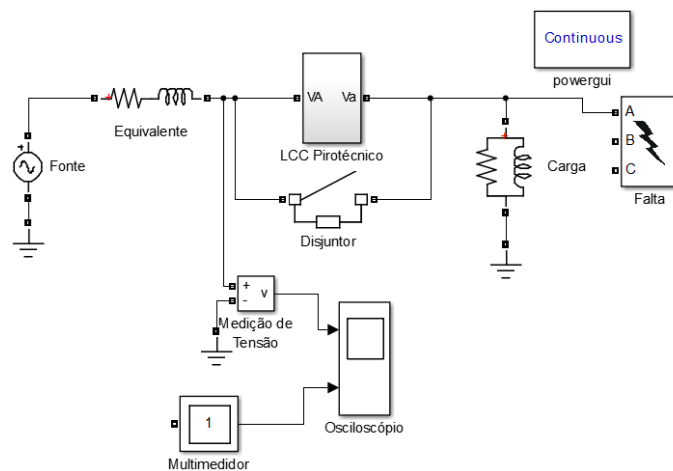 Continuous
powergui
Equivalente
VA
Va
LCC Pirotécnico
Fonte
Carga
A
B
C
Falta
Disjuntor
+
-
v
Medição de
Tensão
Osciloscópio
1
Multimedidor